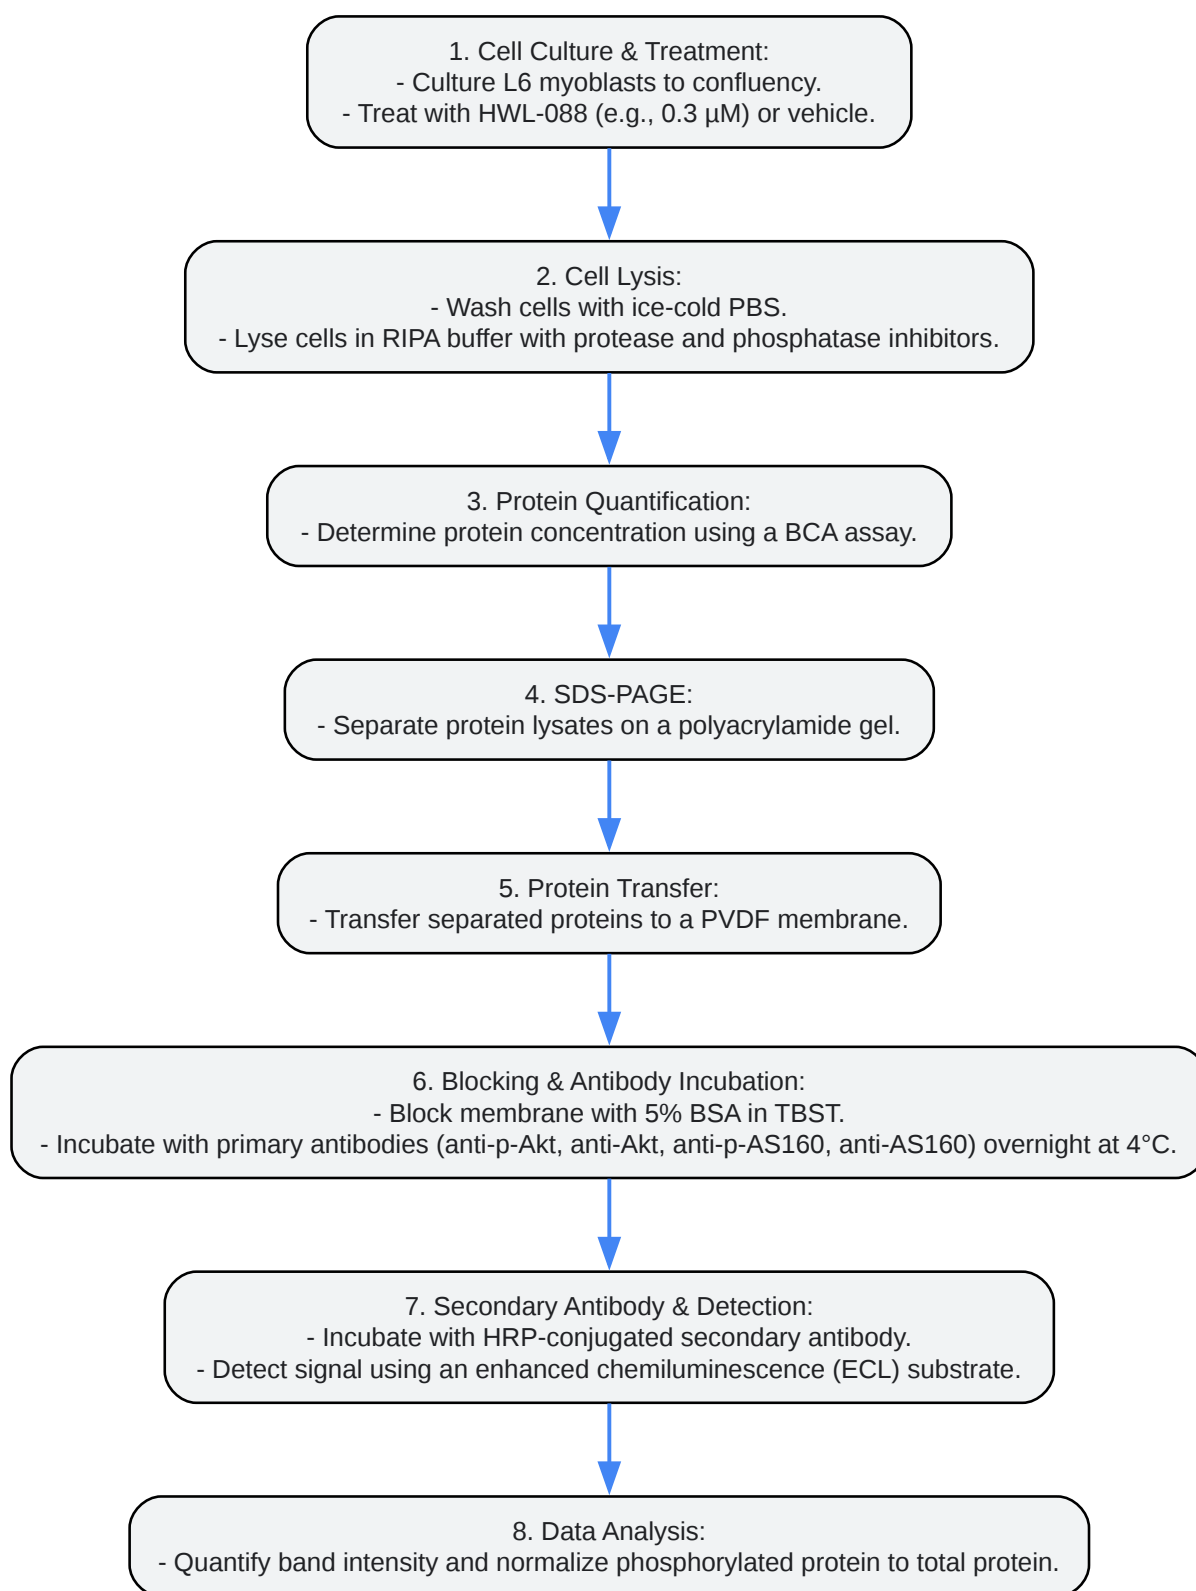 1. Cell Culture & Treatment:
- Culture L6 myoblasts to confluency.
- Treat with HWL-088 (e.g., 0.3 µM) or vehicle.
2. Cell Lysis:
- Wash cells with ice-cold PBS.
- Lyse cells in RIPA buffer with protease and phosphatase inhibitors.
3. Protein Quantification:
- Determine protein concentration using a BCA assay.
4. SDS-PAGE:
- Separate protein lysates on a polyacrylamide gel.
5. Protein Transfer:
- Transfer separated proteins to a PVDF membrane.
6. Blocking & Antibody Incubation:
- Block membrane with 5% BSA in TBST.
- Incubate with primary antibodies (anti-p-Akt, anti-Akt, anti-p-AS160, anti-AS160) overnight at 4°C.
7. Secondary Antibody & Detection:
- Incubate with HRP-conjugated secondary antibody.
- Detect signal using an enhanced chemiluminescence (ECL) substrate.
8. Data Analysis:
- Quantify band intensity and normalize phosphorylated protein to total protein.